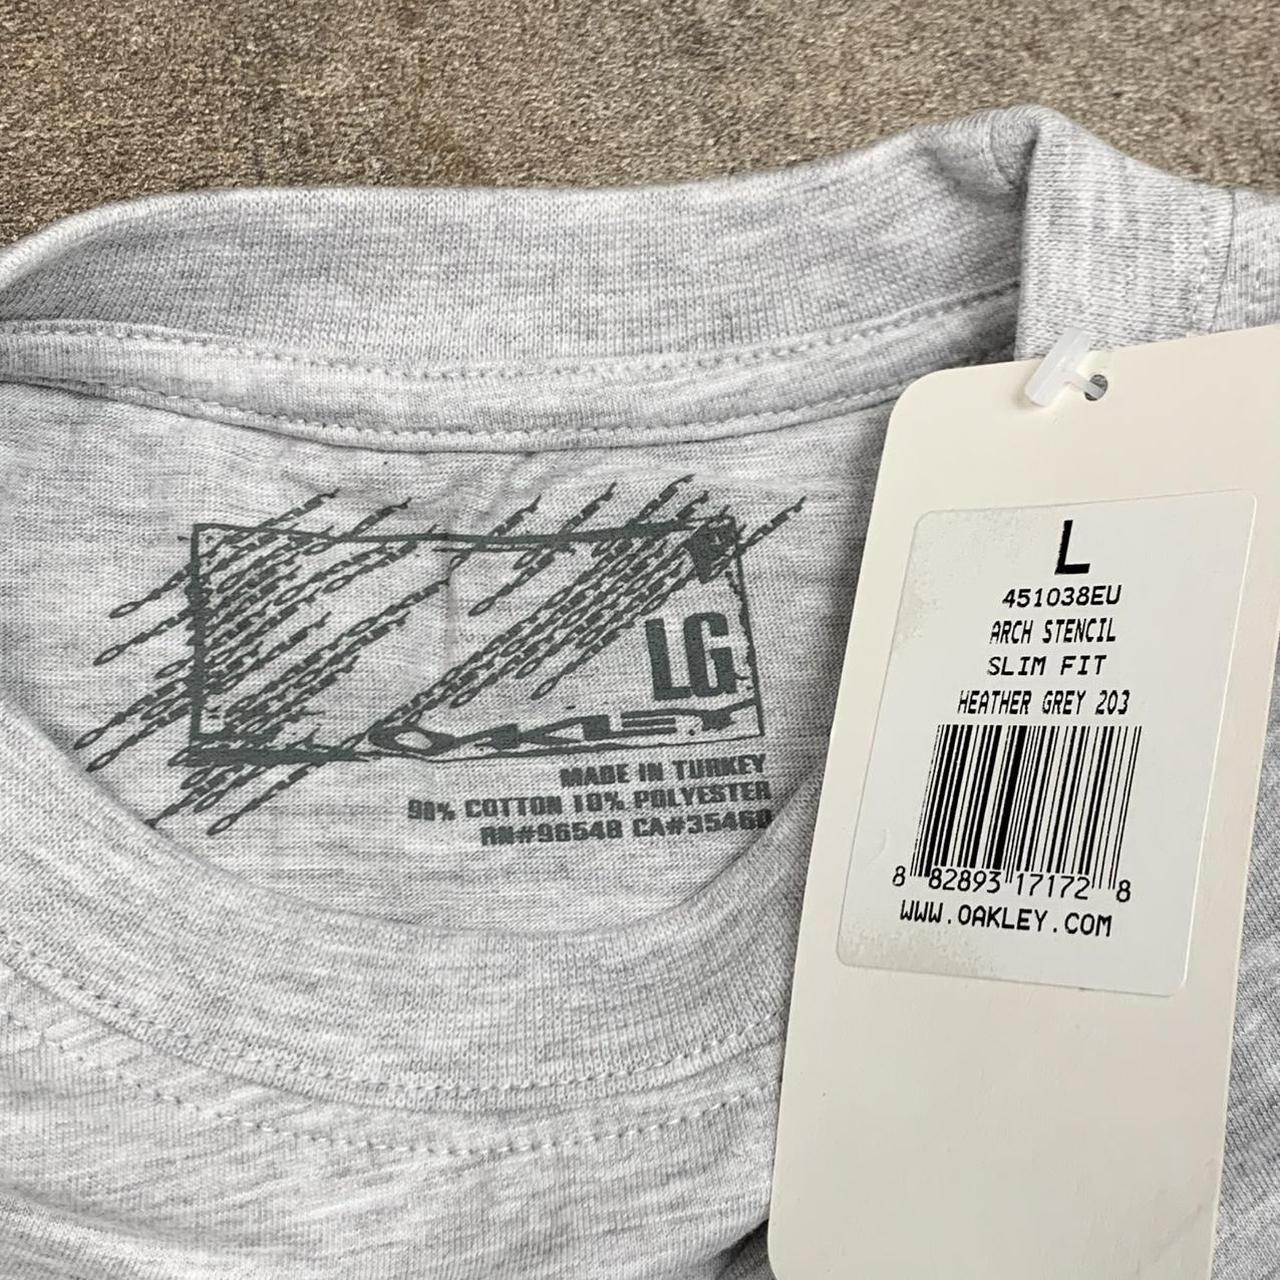 LG
OAKLEY
MADE IN TURKEY
90% COTTON 10% POLYESTER
RN#96548 CA#35460
L
451038EU
ARCH STENCIL
SLIM FIT
HEATHER GREY 203
8 82893 17172 8
WWW.OAKLEY.COM